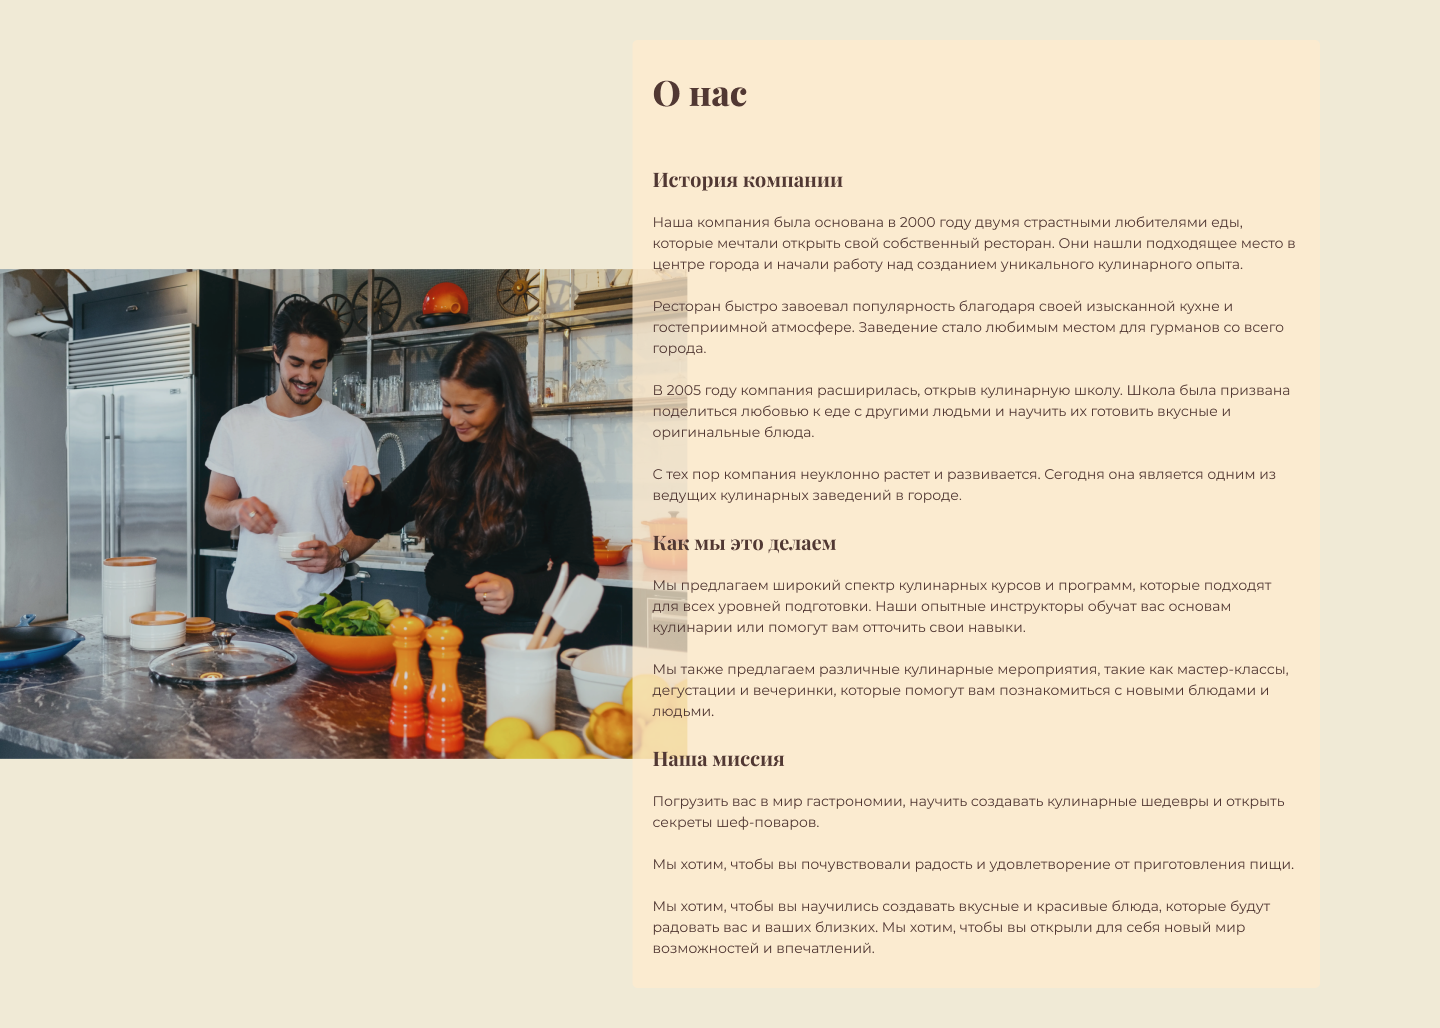 О нас
История компании
Наша компания была основана в 2000 году двумя страстными любителями еды,
которые мечтали открыть свой собственный ресторан. Они нашли подходящее место в
центре города и начали работу над созданием уникального кулинарного опыта.
Ресторан быстро завоевал популярность благодаря своей изысканной кухне и
гостеприимной атмосфере. Заведение стало любимым местом для гурманов со всего
города.
В 2005 году компания расширилась, открыв кулинарную школу. Школа была призвана
поделиться любовью к еде с другими людьми и научить их готовить вкусные и
оригинальные блюда.
С тех пор компания неуклонно растет и развивается. Сегодня она является одним из
ведущих кулинарных заведений в городе.
Как мы это делаем
Мы предлагаем широкий спектр кулинарных курсов и программ, которые подходят
для всех уровней подготовки. Наши опытные инструкторы обучат вас основам
кулинарии или помогут вам отточить свои навыки.
Мы также предлагаем различные кулинарные мероприятия, такие как мастер-классы,
дегустации и вечеринки, которые помогут вам познакомиться с новыми блюдами и
людьми.
Наша миссия
Погрузить вас в мир гастрономии, научить создавать кулинарные шедевры и открыть
секреты шеф-поваров.
Мы хотим, чтобы вы почувствовали радость и удовлетворение от приготовления пищи.
Мы хотим, чтобы вы научились создавать вкусные и красивые блюда, которые будут
радовать вас и ваших близких. Мы хотим, чтобы вы открыли для себя новый мир
возможностей и впечатлений.